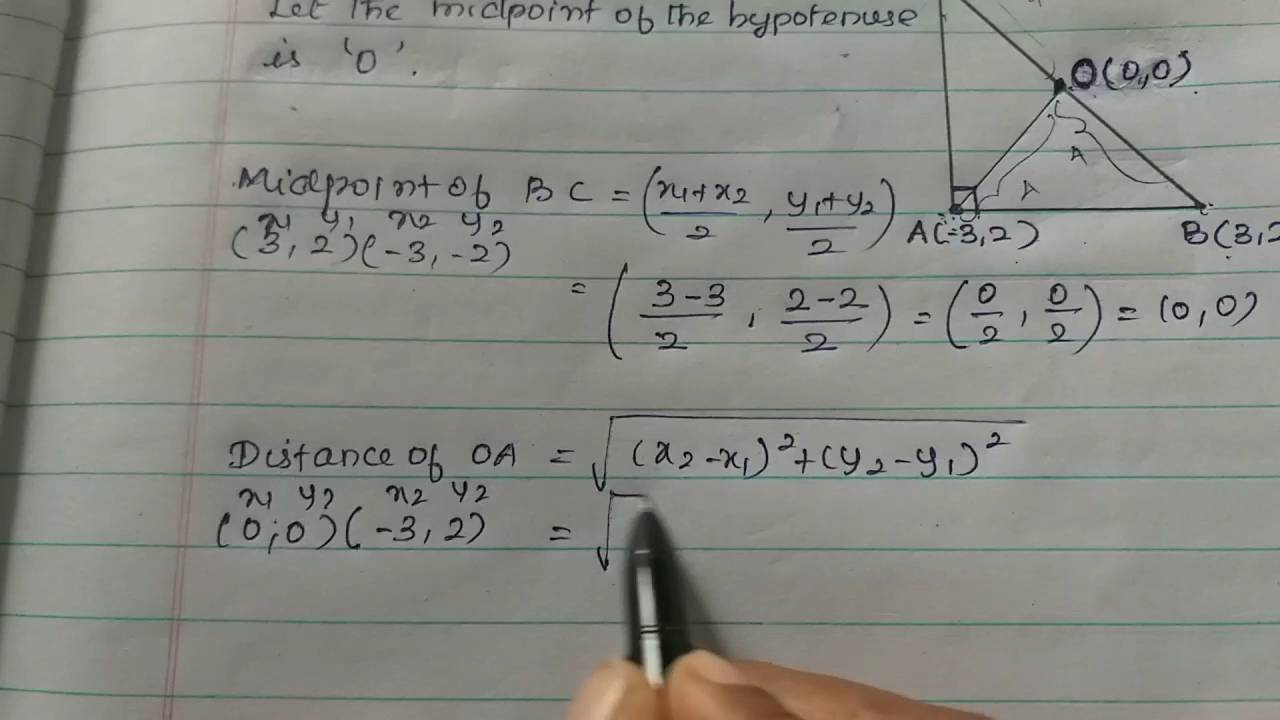 Let the midpoint of the hypotenuse
is 'O'.
O(0,0)
A
A
Midpoint of BC = (x₁+x₂/2, y₁+y₂/2)
x₁ y₁ x₂ y₂
(3, 2)(-3, -2)
A(-3,2)
B(3,2
= (3-3/2, 2-2/2) = (0/2, 0/2) = (0,0)
Distance of OA = √(x₂-x₁)²+(y₂-y₁)²
x₁ y₂ x₂ y₂
(0,0)(-3,2) = √